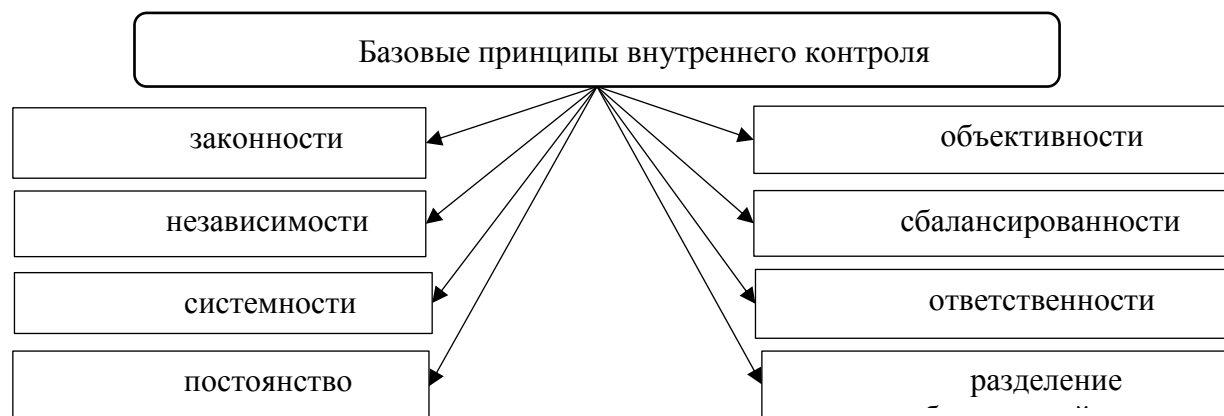 Базовые принципы внутреннего контроля
законности
объективности
независимости
сбалансированности
системности
ответственности
постоянство
разделение